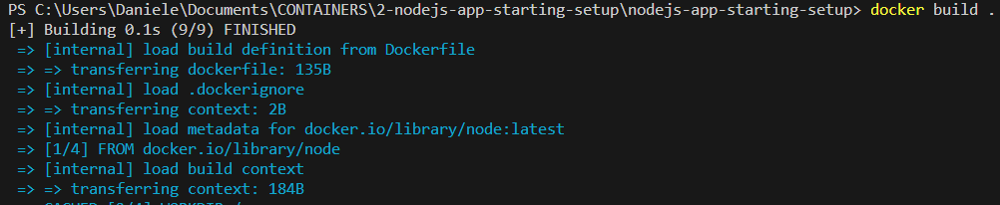 PS C:\Users\Daniele\Documents\CONTAINERS\2-nodejs-app-starting-setup\nodejs-app-starting-setup> docker build .
[+] Building 0.1s (9/9) FINISHED
=> [internal] load build definition from Dockerfile
=> => transferring dockerfile: 135B
=> [internal] load .dockerignore
=> => transferring context: 2B
=> [internal] load metadata for docker.io/library/node:latest
=> [1/4] FROM docker.io/library/node
=> [internal] load build context
=> => transferring context: 184B